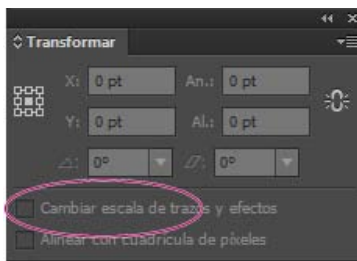 Transformar
X: 0 pt An.: 0 pt
Y: 0 pt Al.: 0 pt
0° 0°
Cambiar escala de trazos y efectos
Alinear con cuadrícula de píxeles